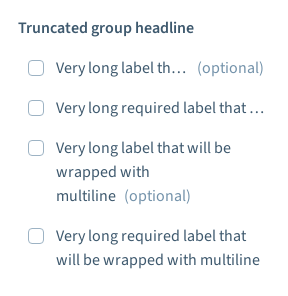 Truncated group headline
Very long label th… (optional)
Very long required label that …
Very long label that will be
wrapped with
multiline (optional)
Very long required label that
will be wrapped with multiline